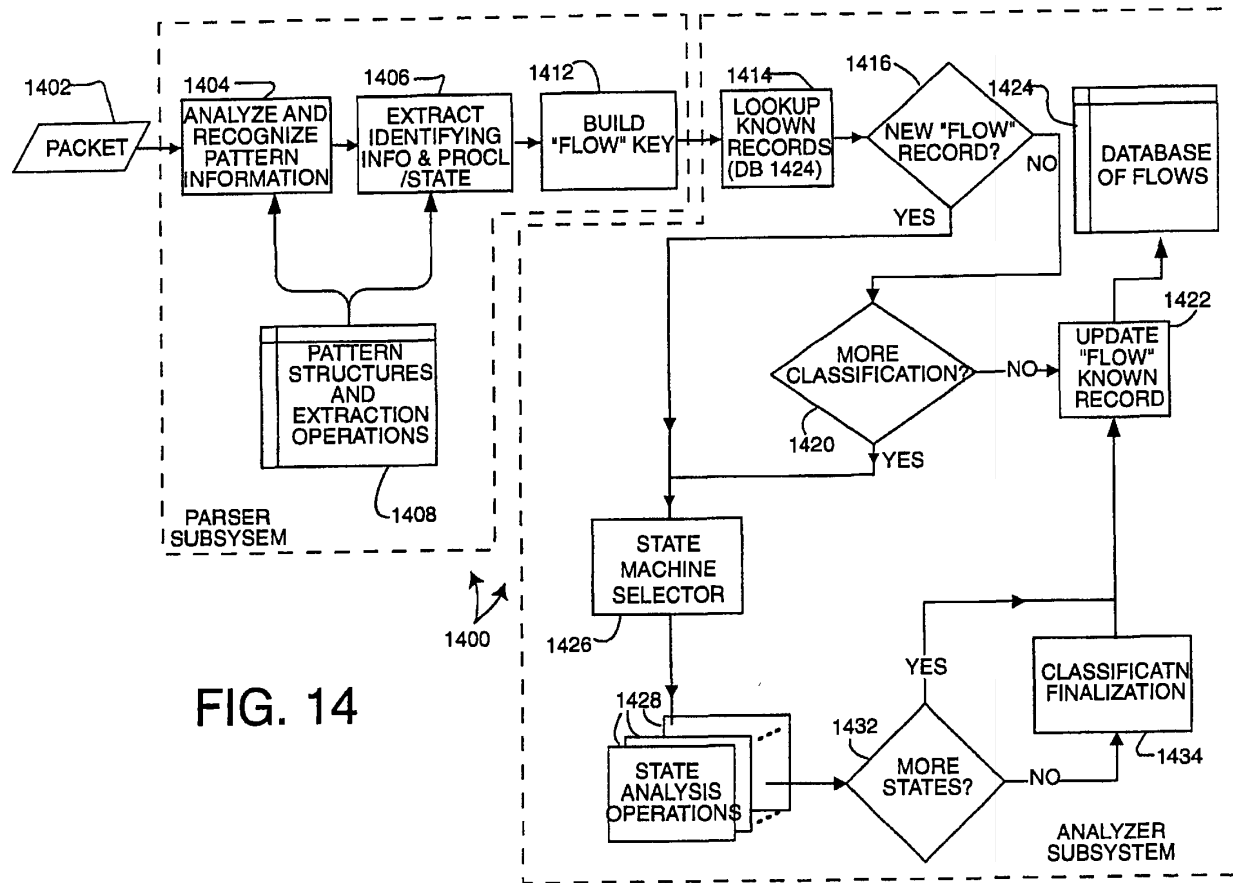 1402
PACKET
1404
ANALYZE AND
RECOGNIZE
PATTERN
INFORMATION
1406
EXTRACT
IDENTIFYING
INFO & PROCL
/STATE
1412
BUILD
"FLOW" KEY
1414
LOOKUP
KNOWN
RECORDS
(DB 1424)
1416
NEW "FLOW"
RECORD?
NO
YES
1424
DATABASE
OF FLOWS
PATTERN
STRUCTURES
AND
EXTRACTION
OPERATIONS
1408
PARSER
SUBSYSEM
MORE
CLASSIFICATION?
NO
1420
YES
1422
UPDATE
"FLOW"
KNOWN
RECORD
STATE
MACHINE
SELECTOR
1426
1400
FIG. 14
1428
STATE
ANALYSIS
OPERATIONS
1432
MORE
STATES?
YES
NO
CLASSIFICATN
FINALIZATION
1434
ANALYZER
SUBSYSTEM